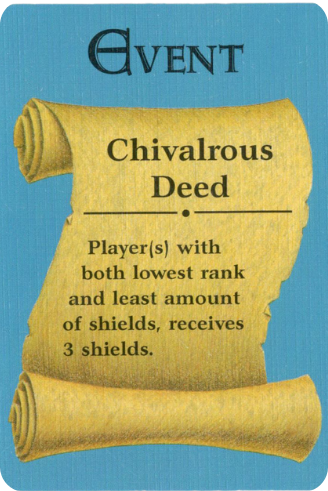 Event
Chivalrous
Deed
Player(s) with
both lowest rank
and least amount
of shields, receives
3 shields.